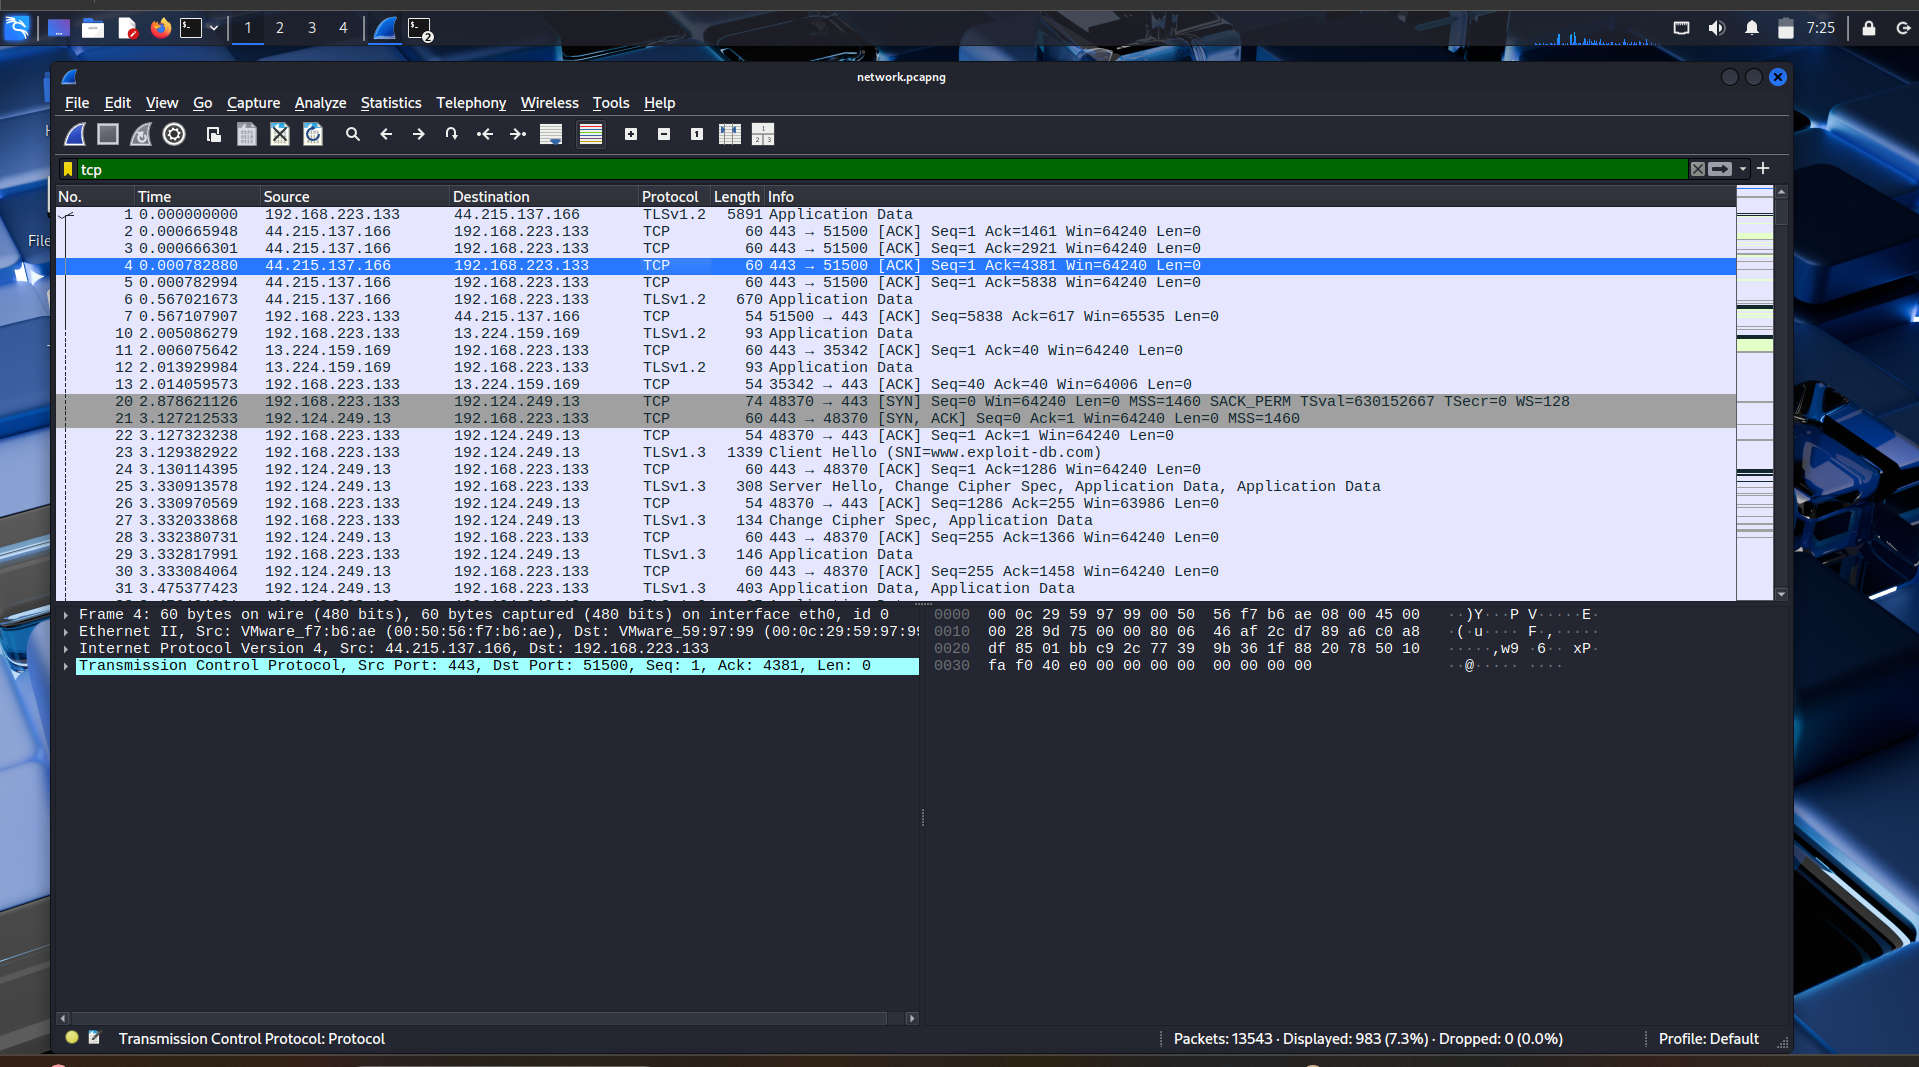 1 2 3 4
2
7:25
network.pcapng
File Edit View Go Capture Analyze Statistics Telephony Wireless Tools Help
tcp
No. Time Source Destination Protocol Length Info
1 0.000000000 192.168.223.133 44.215.137.166 TLSv1.2 5891 Application Data
2 0.000665948 44.215.137.166 192.168.223.133 TCP 60 443 → 51500 [ACK] Seq=1 Ack=1461 Win=64240 Len=0
3 0.000666301 44.215.137.166 192.168.223.133 TCP 60 443 → 51500 [ACK] Seq=1 Ack=2921 Win=64240 Len=0
4 0.000782880 44.215.137.166 192.168.223.133 TCP 60 443 → 51500 [ACK] Seq=1 Ack=4381 Win=64240 Len=0
5 0.000782994 44.215.137.166 192.168.223.133 TCP 60 443 → 51500 [ACK] Seq=1 Ack=5838 Win=64240 Len=0
6 0.567021673 44.215.137.166 192.168.223.133 TLSv1.2 670 Application Data
7 0.567107907 192.168.223.133 44.215.137.166 TCP 54 51500 → 443 [ACK] Seq=5838 Ack=617 Win=65535 Len=0
10 2.005086279 192.168.223.133 13.224.159.169 TLSv1.2 93 Application Data
11 2.006075642 13.224.159.169 192.168.223.133 TCP 60 443 → 35342 [ACK] Seq=1 Ack=40 Win=64240 Len=0
12 2.013929984 13.224.159.169 192.168.223.133 TLSv1.2 93 Application Data
13 2.014059573 192.168.223.133 13.224.159.169 TCP 54 35342 → 443 [ACK] Seq=40 Ack=40 Win=64006 Len=0
20 2.878621126 192.168.223.133 192.124.249.13 TCP 74 48370 → 443 [SYN] Seq=0 Win=64240 Len=0 MSS=1460 SACK_PERM TSval=630152667 TSecr=0 WS=128
21 3.127212533 192.124.249.13 192.168.223.133 TCP 60 443 → 48370 [SYN, ACK] Seq=0 Ack=1 Win=64240 Len=0 MSS=1460
22 3.127323238 192.168.223.133 192.124.249.13 TCP 54 48370 → 443 [ACK] Seq=1 Ack=1 Win=64240 Len=0
23 3.129382922 192.168.223.133 192.124.249.13 TLSv1.3 1339 Client Hello (SNI=www.exploit-db.com)
24 3.130114395 192.124.249.13 192.168.223.133 TCP 60 443 → 48370 [ACK] Seq=1 Ack=1286 Win=64240 Len=0
25 3.330913578 192.124.249.13 192.168.223.133 TLSv1.3 308 Server Hello, Change Cipher Spec, Application Data, Application Data
26 3.330970569 192.168.223.133 192.124.249.13 TCP 54 48370 → 443 [ACK] Seq=1286 Ack=255 Win=63986 Len=0
27 3.332033868 192.168.223.133 192.124.249.13 TLSv1.3 134 Change Cipher Spec, Application Data
28 3.332380731 192.124.249.13 192.168.223.133 TCP 60 443 → 48370 [ACK] Seq=255 Ack=1366 Win=64240 Len=0
29 3.332817991 192.168.223.133 192.124.249.13 TLSv1.3 146 Application Data
30 3.333084064 192.124.249.13 192.168.223.133 TCP 60 443 → 48370 [ACK] Seq=255 Ack=1458 Win=64240 Len=0
31 3.475377423 192.124.249.13 192.168.223.133 TLSv1.3 403 Application Data, Application Data
File
Frame 4: 60 bytes on wire (480 bits), 60 bytes captured (480 bits) on interface eth0, id 0
Ethernet II, Src: VMware_f7:b6:ae (00:50:56:f7:b6:ae), Dst: VMware_59:97:99 (00:0c:29:59:97:99
Internet Protocol Version 4, Src: 44.215.137.166, Dst: 192.168.223.133
Transmission Control Protocol, Src Port: 443, Dst Port: 51500, Seq: 1, Ack: 4381, Len: 0
0000 00 0c 29 59 97 99 00 50 56 f7 b6 ae 08 00 45 00 ··)Y···P V·····E·
0010 00 28 9d 75 00 00 80 06 46 af 2c d7 89 a6 c0 a8 ·(·u···· F·,·····
0020 df 85 01 bb c9 2c 77 39 9b 36 1f 88 20 78 50 10 ·····,w9 ·6·· xP·
0030 fa f0 40 e0 00 00 00 00 00 00 00 00 ··@····· ····
Transmission Control Protocol: Protocol
Packets: 13543 · Displayed: 983 (7.3%) · Dropped: 0 (0.0%)
Profile: Default